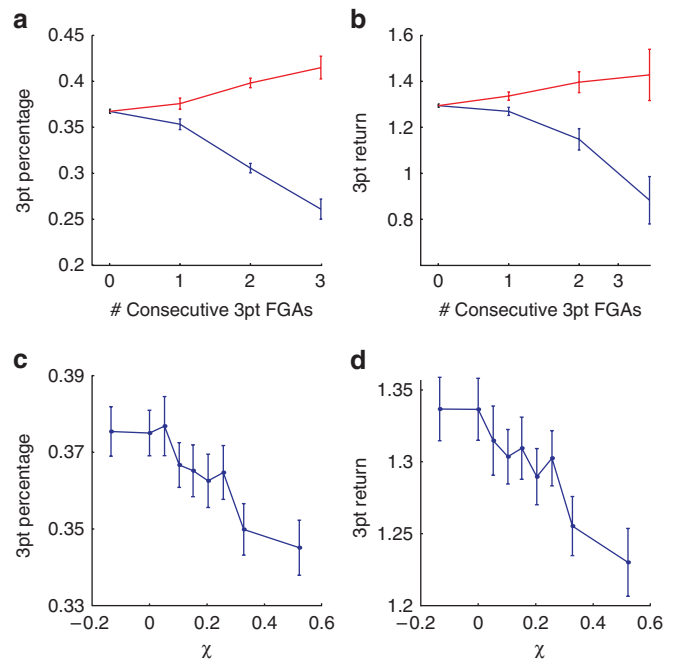 a
0.45
0.4
0.35
0.3
0.25
0.2
3pt percentage
0 1 2 3
# Consecutive 3pt FGAs
b
1.6
1.4
1.2
1
0.8
3pt return
0 1 2 3
# Consecutive 3pt FGAs
c
0.39
0.37
0.35
0.33
3pt percentage
−0.2 0 0.2 0.4 0.6
χ
d
1.35
1.3
1.25
1.2
3pt return
−0.2 0 0.2 0.4 0.6
χ